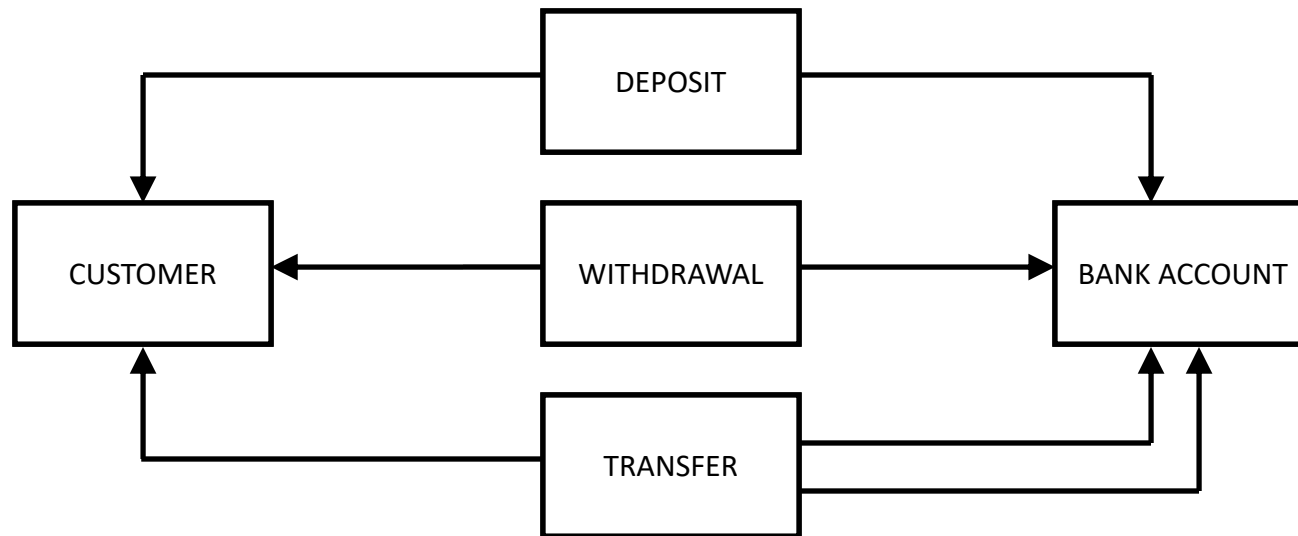 DEPOSIT
CUSTOMER
WITHDRAWAL
BANK ACCOUNT
TRANSFER